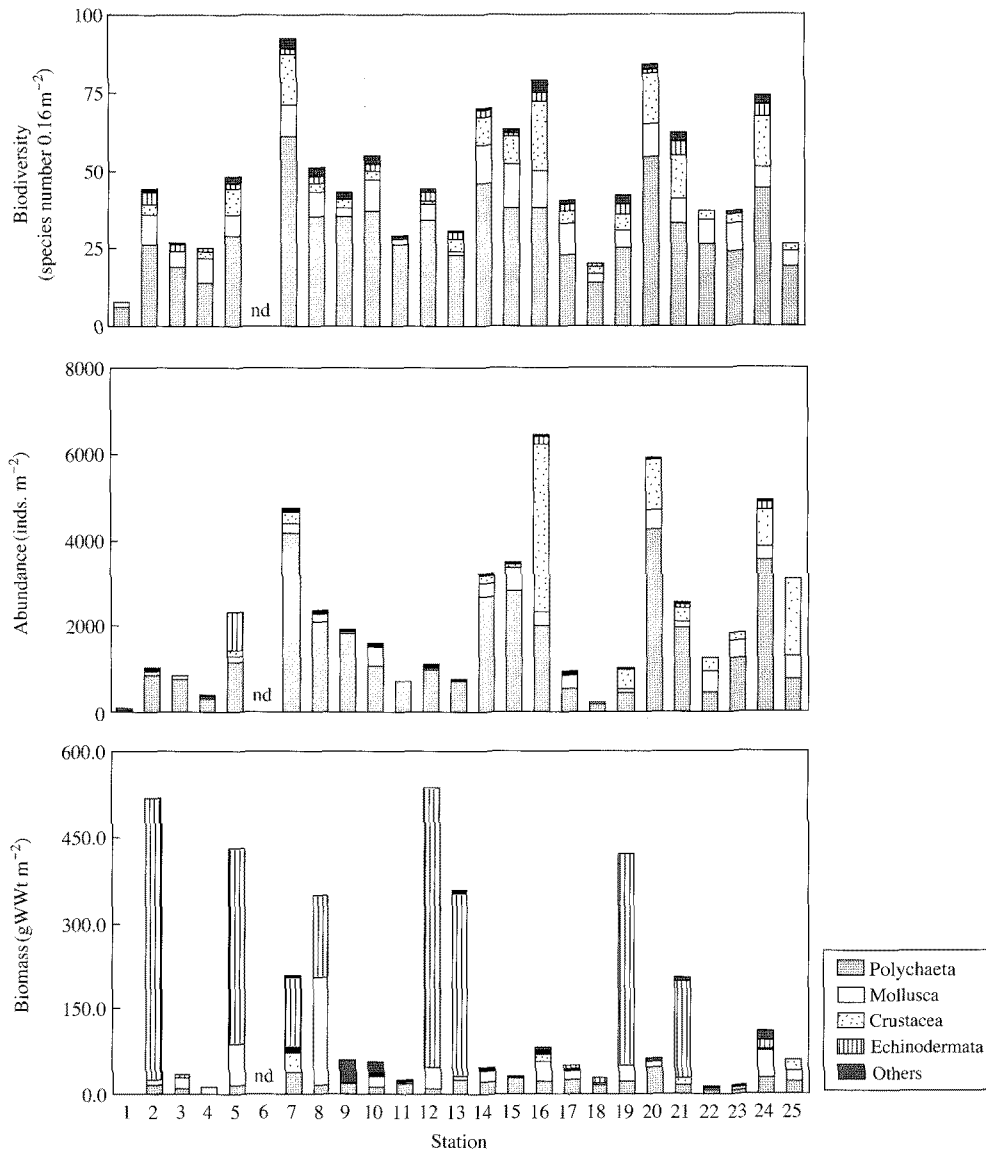 100
75
50
25
0
Biodiversity
(species number 0.16 m⁻²)
nd
8000
6000
4000
2000
0
Abundance (inds. m⁻²)
nd
600.0
450.0
300.0
150.0
0.0
Biomass (gWWt m⁻²)
nd
1 2 3 4 5 6 7 8 9 10 11 12 13 14 15 16 17 18 19 20 21 22 23 24 25
Station
Polychaeta
Mollusca
Crustacea
Echinodermata
Others